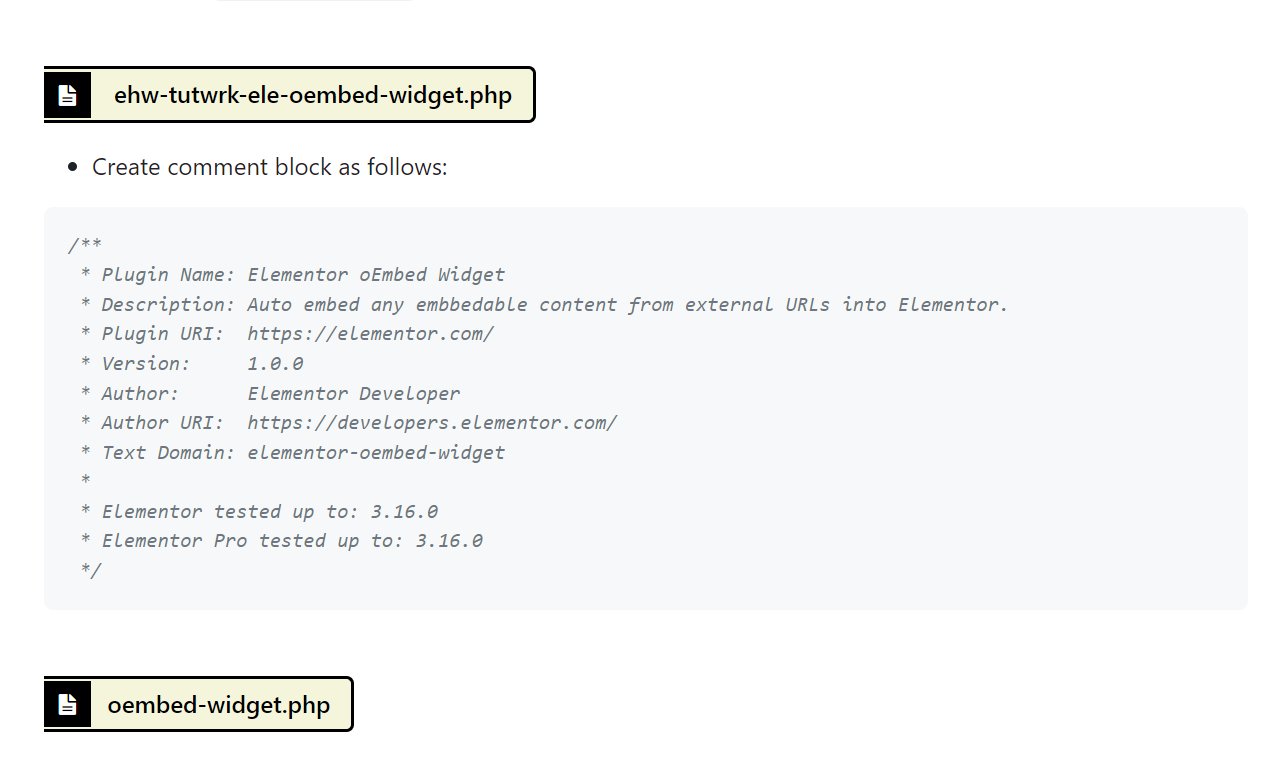 ehw-tutwrk-ele-oembed-widget.php
• Create comment block as follows:
/**
 * Plugin Name: Elementor oEmbed Widget
 * Description: Auto embed any embbedable content from external URLs into Elementor.
 * Plugin URI:  https://elementor.com/
 * Version:     1.0.0
 * Author:      Elementor Developer
 * Author URI:  https://developers.elementor.com/
 * Text Domain: elementor-oembed-widget
 *
 * Elementor tested up to: 3.16.0
 * Elementor Pro tested up to: 3.16.0
 */
oembed-widget.php